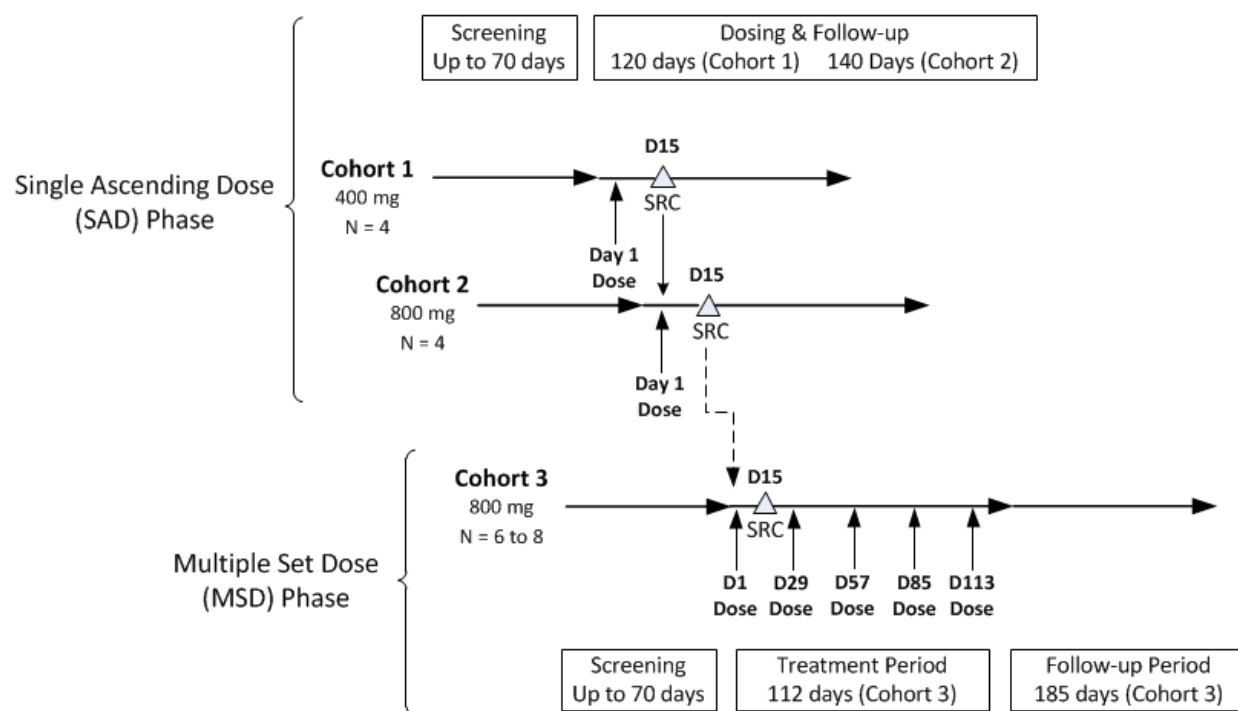 Screening
Up to 70 days
Dosing & Follow-up
120 days (Cohort 1) 140 Days (Cohort 2)
Single Ascending Dose
(SAD) Phase
Cohort 1
400 mg
N = 4
D15
SRC
Day 1
Dose
Cohort 2
800 mg
N = 4
D15
SRC
Day 1
Dose
Multiple Set Dose
(MSD) Phase
Cohort 3
800 mg
N = 6 to 8
D15
SRC
D1
Dose
D29
Dose
D57
Dose
D85
Dose
D113
Dose
Screening
Up to 70 days
Treatment Period
112 days (Cohort 3)
Follow-up Period
185 days (Cohort 3)